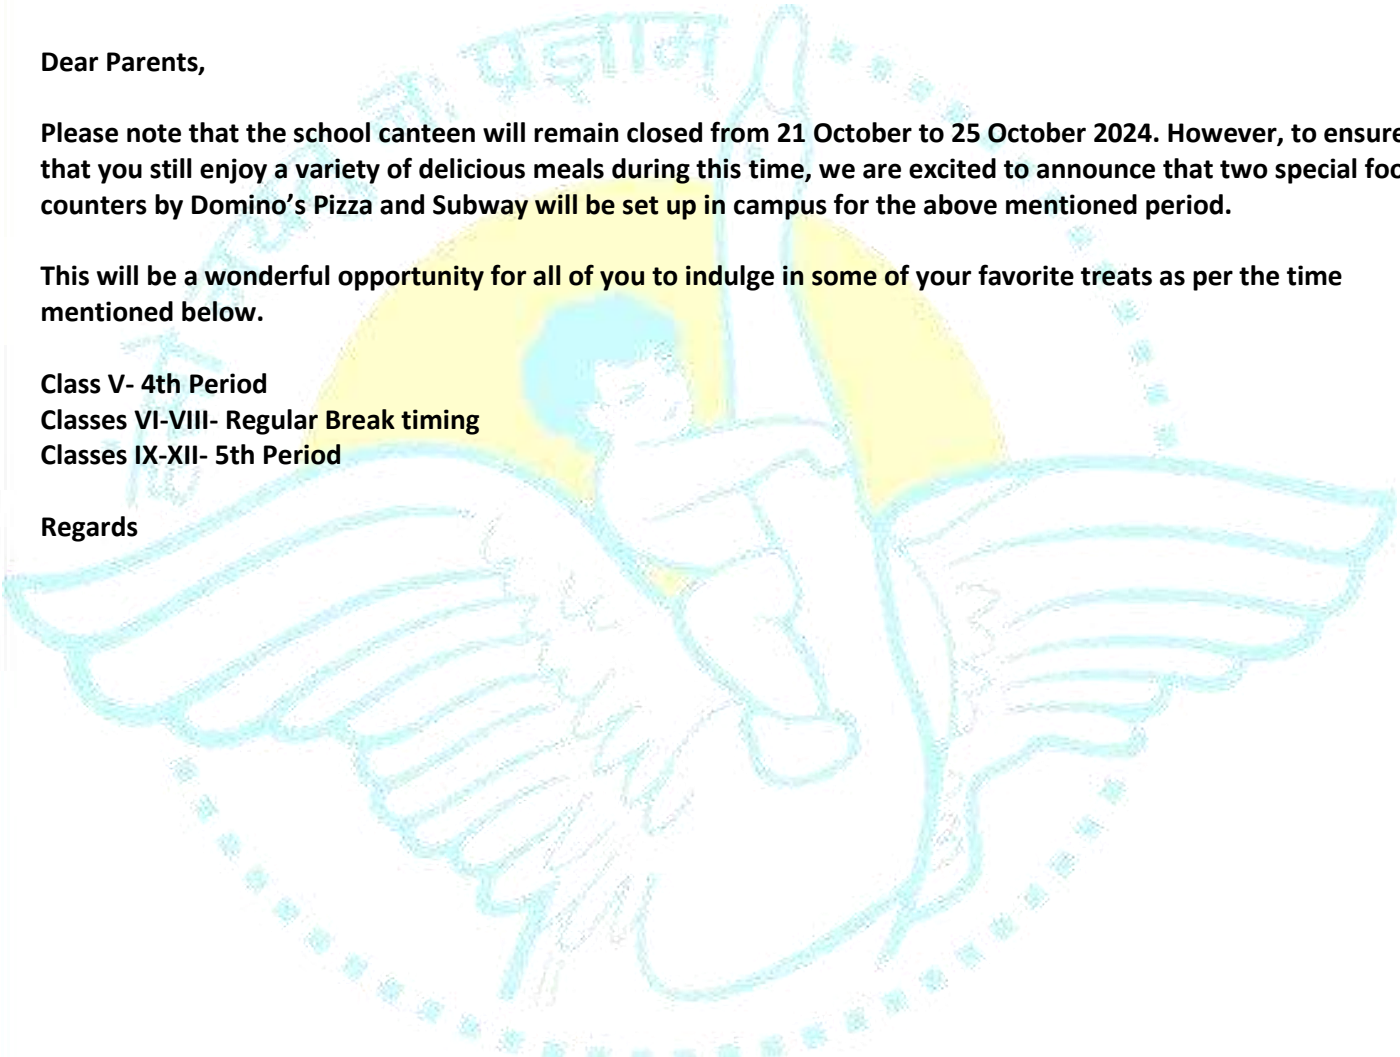 Dear Parents,
Please note that the school canteen will remain closed from 21 October to 25 October 2024. However, to ensure
that you still enjoy a variety of delicious meals during this time, we are excited to announce that two special foo
counters by Domino’s Pizza and Subway will be set up in campus for the above mentioned period.
This will be a wonderful opportunity for all of you to indulge in some of your favorite treats as per the time
mentioned below.
Class V- 4th Period
Classes VI-VIII- Regular Break timing
Classes IX-XII- 5th Period
Regards